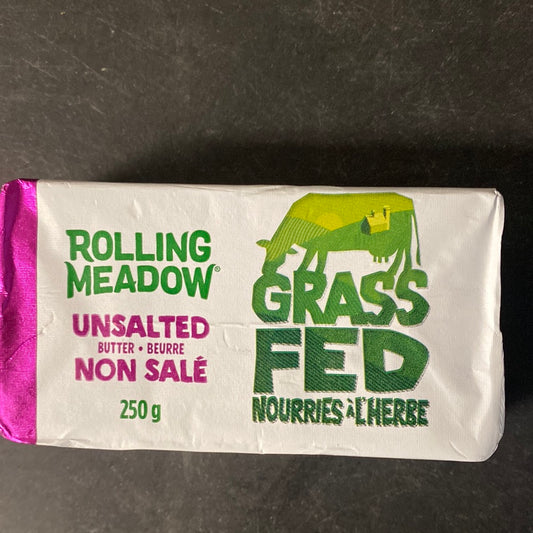 ROLLING
MEADOW®
UNSALTED
BUTTER • BEURRE
NON SALÉ
250 g
GRASS
FED
NOURRIES À L'HERBE